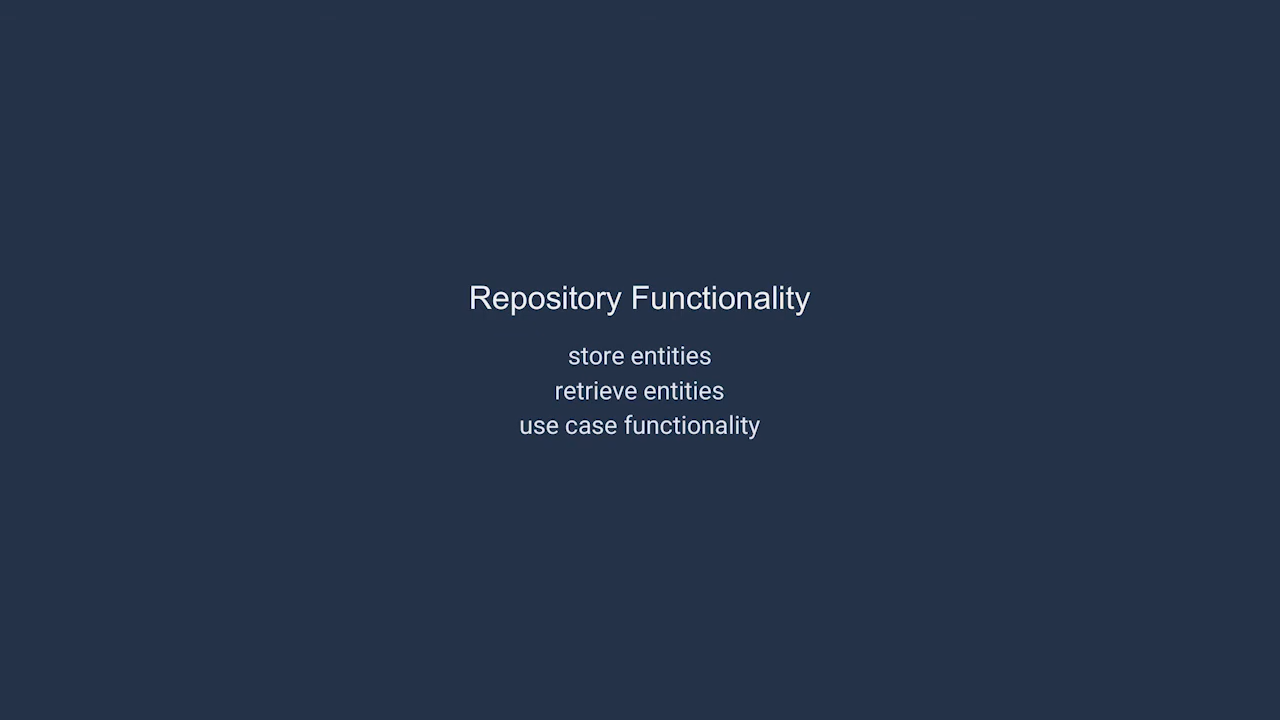 Repository Functionality
store entities
retrieve entities
use case functionality